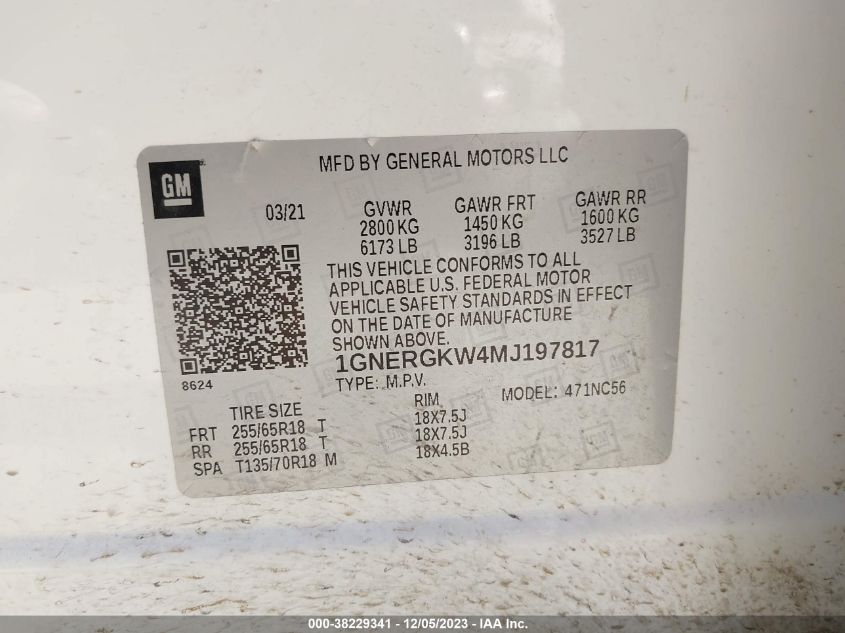 MFD BY GENERAL MOTORS LLC
GM
03/21
GVWR GAWR FRT GAWR RR
2800 KG 1450 KG 1600 KG
6173 LB 3196 LB 3527 LB
THIS VEHICLE CONFORMS TO ALL
APPLICABLE U.S. FEDERAL MOTOR
VEHICLE SAFETY STANDARDS IN EFFECT
ON THE DATE OF MANUFACTURE
SHOWN ABOVE.
1GNERGKW4MJ197817
8624
TYPE: M.P.V.
MODEL: 471NC56
TIRE SIZE RIM
FRT 255/65R18 T 18X7.5J
RR 255/65R18 T 18X7.5J
SPA T135/70R18 M 18X4.5B
000-38229341 - 12/05/2023 - IAA Inc.